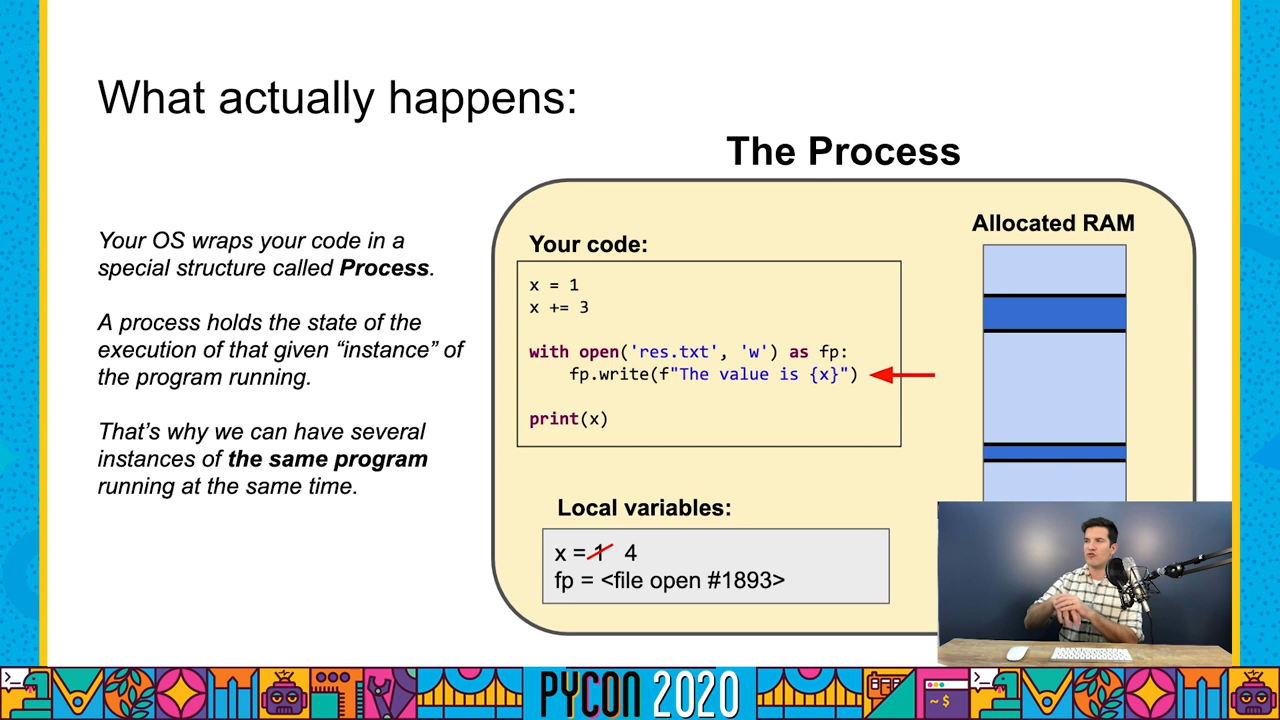 What actually happens:
The Process
Your OS wraps your code in a
special structure called Process.
A process holds the state of the
execution of that given “instance” of
the program running.
That’s why we can have several
instances of the same program
running at the same time.
Your code:
x = 1
x += 3
with open('res.txt', 'w') as fp:
    fp.write(f"The value is {x}")
print(x)
Allocated RAM
Local variables:
x = 1 4
fp = <file open #1893>
PYCON 2020
~ $